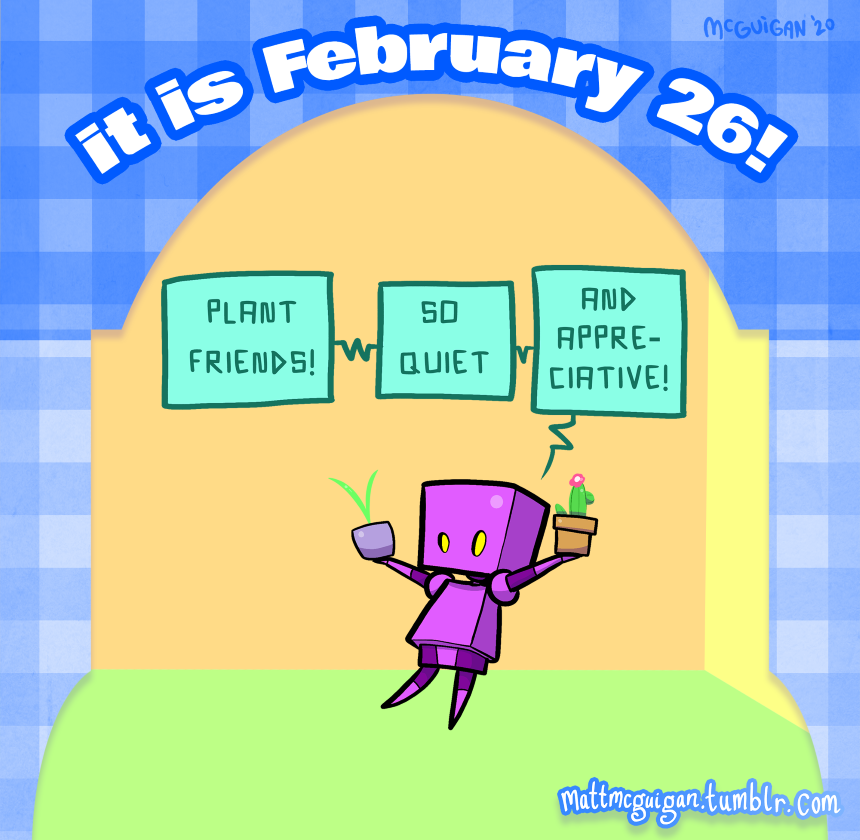 McGUiGAN '20
it is February 26!
PLANT
FRIENDS!
SO
QUIET
AND
APPRE-
CIATIVE!
mattmcguigan.tumblr.com